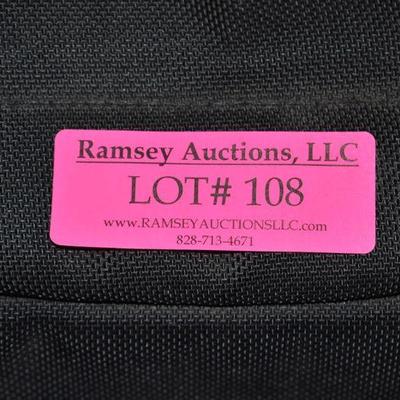 Ramsey Auctions, LLC
LOT# 108
www.RAMSEYAUCTIONSLLC.com
828-713-4671